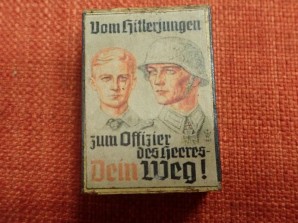 Vom Hitlerjungen
zum Offizier
des Heeres-
Dein Weg!